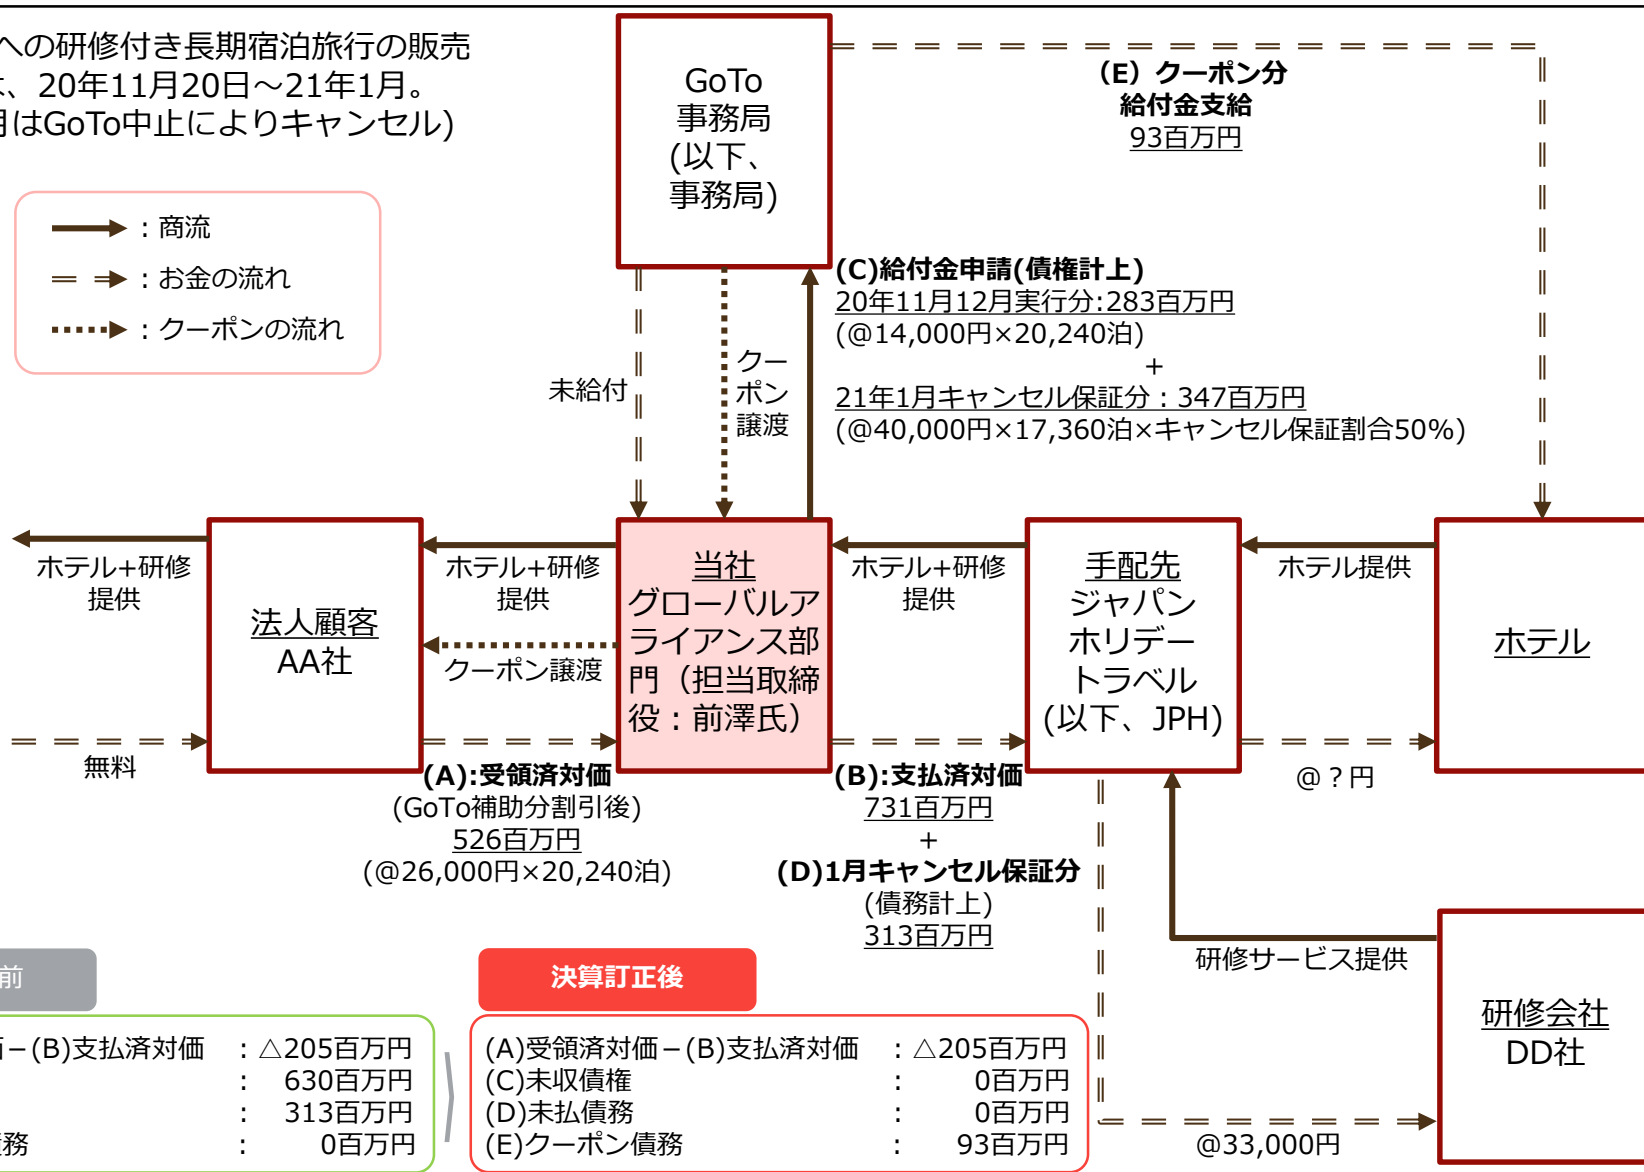 への研修付き長期宿泊旅行の販売
、20年11月20日～21年1月。
月はGoTo中止によりキャンセル)
：商流
：お金の流れ
：クーポンの流れ
GoTo
事務局
(以下、
事務局)
（E）クーポン分
給付金支給
93百万円
(C)給付金申請(債権計上)
20年11月12月実行分:283百万円
(@14,000円×20,240泊)
+
21年1月キャンセル保証分：347百万円
(@40,000円×17,360泊×キャンセル保証割合50%)
未給付
クー
ポン
譲渡
ホテル+研修
提供
法人顧客
AA社
ホテル+研修
提供
クーポン譲渡
当社
グローバルア
ライアンス部
門（担当取締
役：前澤氏）
ホテル+研修
提供
手配先
ジャパン
ホリデー
トラベル
(以下、JPH)
ホテル提供
ホテル
無料
(A):受領済対価
(GoTo補助分割引後)
526百万円
(@26,000円×20,240泊)
(B):支払済対価
731百万円
+
(D)1月キャンセル保証分
(債務計上)
313百万円
@？円
研修サービス提供
研修会社
DD社
@33,000円
前
－(B)支払済対価 ：△205百万円
： 630百万円
： 313百万円
務 ： 0百万円
決算訂正後
(A)受領済対価－(B)支払済対価 ：△205百万円
(C)未収債権 ： 0百万円
(D)未払債務 ： 0百万円
(E)クーポン債務 ： 93百万円